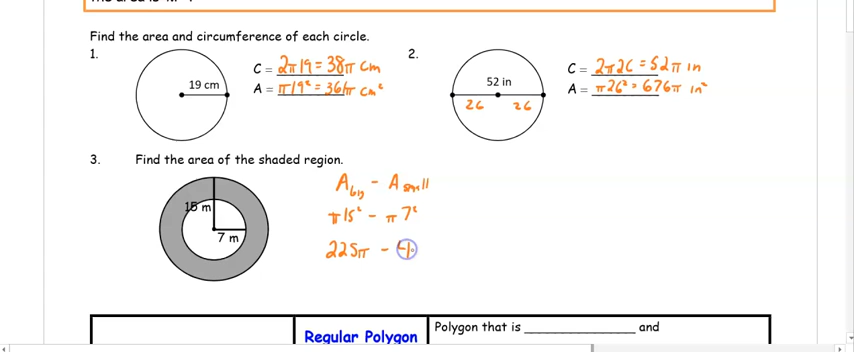 Find the area and circumference of each circle.
1.
19 cm
C = 2π19 = 38π cm
A = π19² = 361π cm²
2.
52 in
26 26
C = 2π26 = 52π in
A = π26² = 676π in²
3. Find the area of the shaded region.
15 m
7 m
A big - A small
π15² - π7²
225π - 4
Regular Polygon
Polygon that is ________________ and